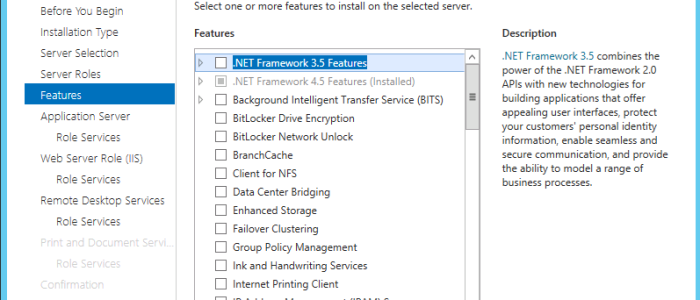 Before You Begin
Installation Type
Server Selection
Server Roles
Features
Application Server
Role Services
Web Server Role (IIS)
Role Services
Remote Desktop Services
Role Services
Print and Document Servi...
Role Services
Confirmation
Select one or more features to install on the selected server.
Features
.NET Framework 3.5 Features
.NET Framework 4.5 Features (Installed)
Background Intelligent Transfer Service (BITS)
BitLocker Drive Encryption
BitLocker Network Unlock
BranchCache
Client for NFS
Data Center Bridging
Enhanced Storage
Failover Clustering
Group Policy Management
Ink and Handwriting Services
Internet Printing Client
Description
.NET Framework 3.5 combines the
power of the .NET Framework 2.0
APIs with new technologies for
building applications that offer
appealing user interfaces, protect
your customers' personal identity
information, enable seamless and
secure communication, and provide
the ability to model a range of
business processes.